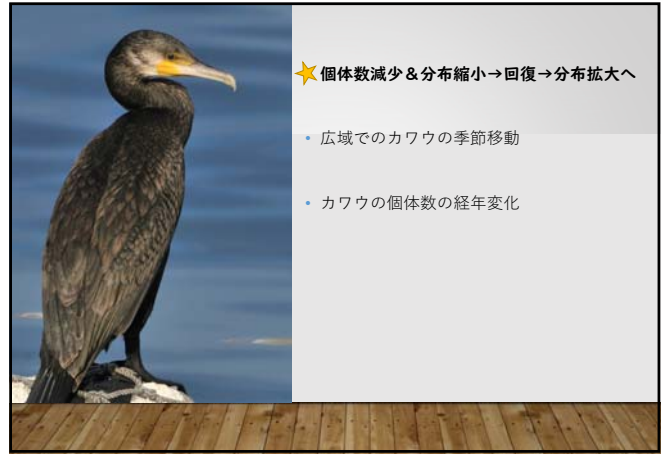 個体数減少＆分布縮小→回復→分布拡大へ
• 広域でのカワウの季節移動
• カワウの個体数の経年変化